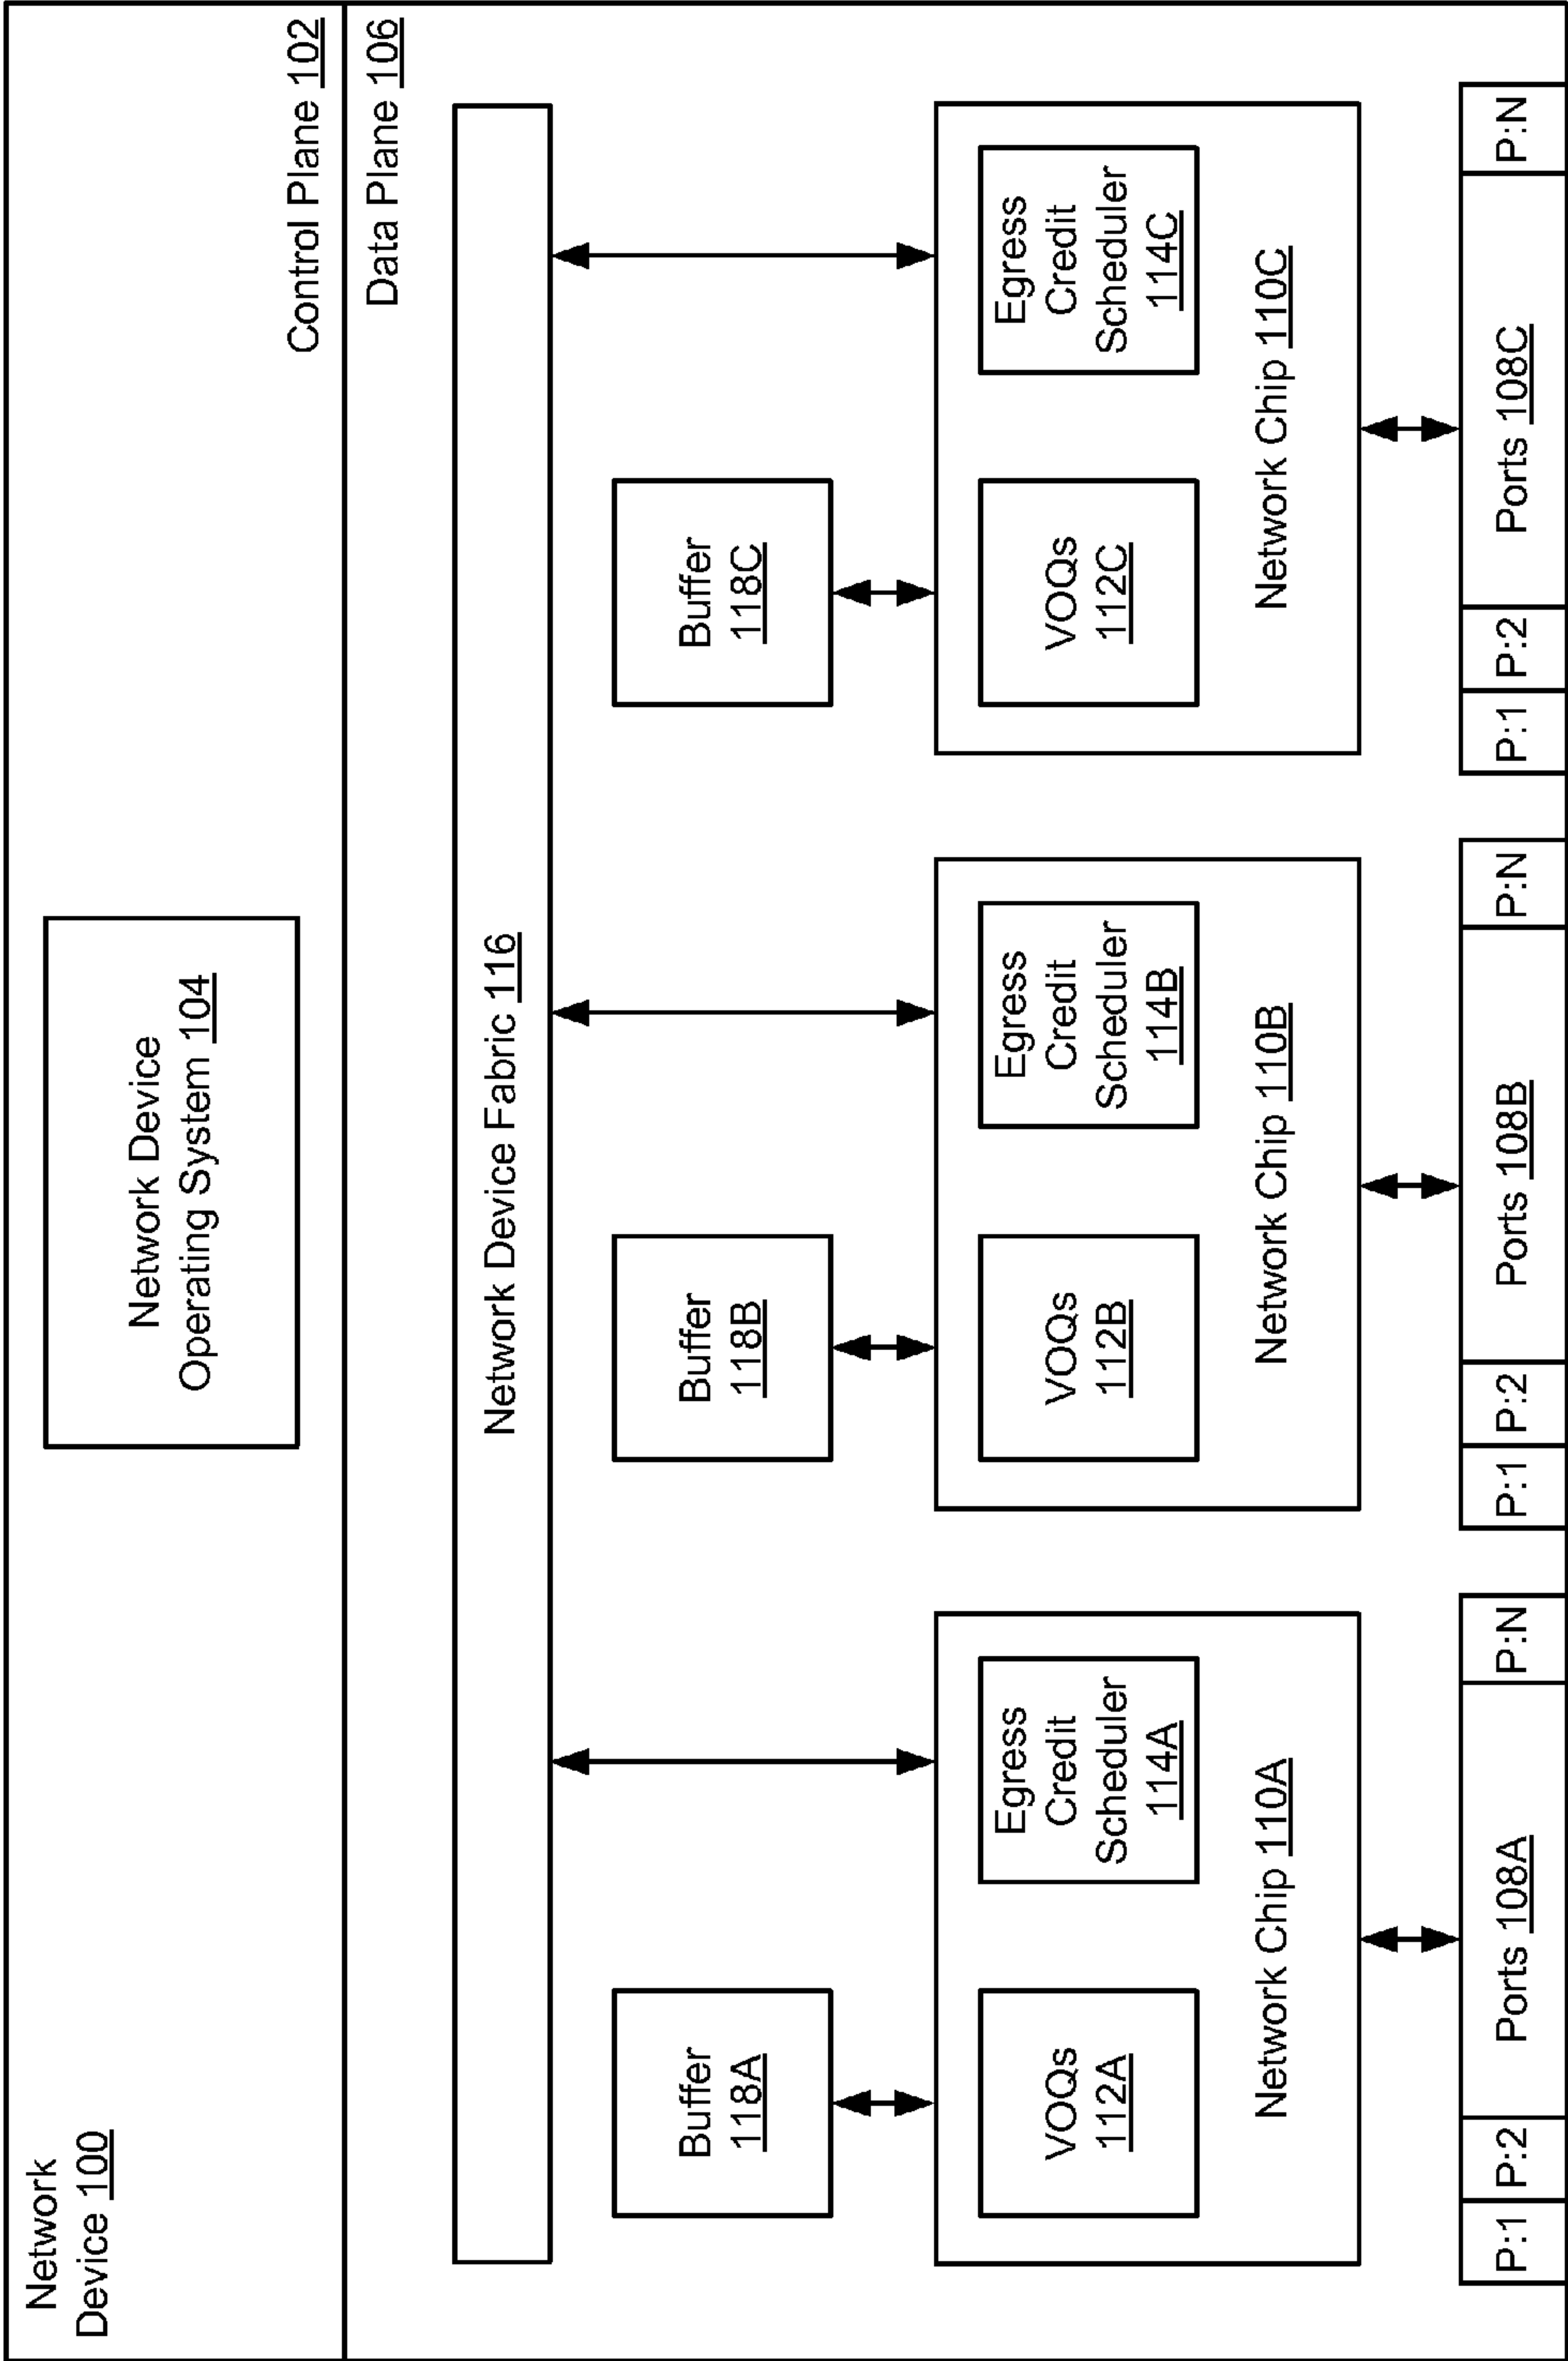 Network
Device 100
Network Device
Operating System 104
Control Plane 102
Data Plane 106
Network Device Fabric 116
Buffer
118A
Buffer
118B
Buffer
118C
VOQs
112A
Egress
Credit
Scheduler
114A
Network Chip 110A
VOQs
112B
Egress
Credit
Scheduler
114B
Network Chip 110B
VOQs
112C
Egress
Credit
Scheduler
114C
Network Chip 110C
P:1 P:2 Ports 108A P:N
P:1 P:2 Ports 108B P:N
P:1 P:2 Ports 108C P:N